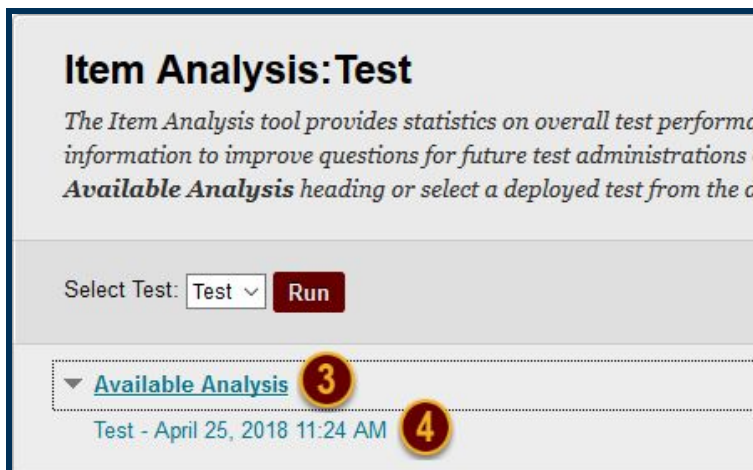 Item Analysis:Test
The Item Analysis tool provides statistics on overall test
information to improve questions for future test administrations
Available Analysis heading or select a deployed test from the
Select Test: Test Run
Available Analysis 3
Test - April 25, 2018 11:24 AM 4